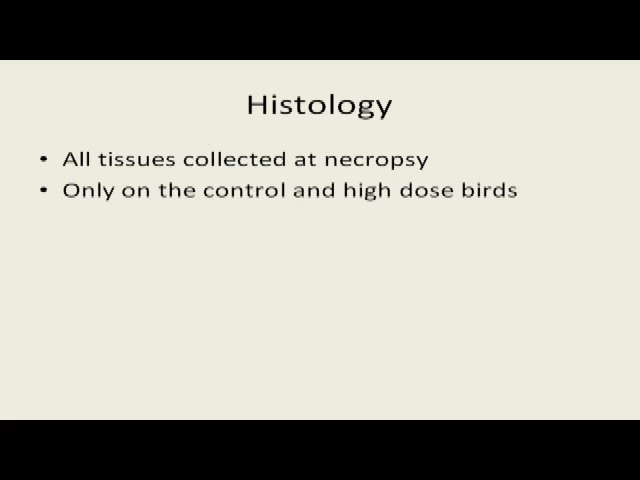 Histology
• All tissues collected at necropsy
• Only on the control and high dose birds